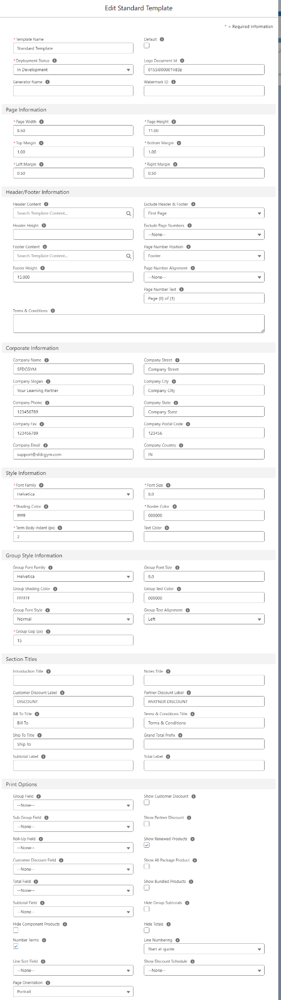 Edit Standard Template
* = Required Information
* Template Name
Default
Standard Template
* Deployment Status
Logo Document Id
In Development
0155i000001Vd3z
Generator Name
Watermark ID
Page Information
* Page Width
* Page Height
8.50
11.00
* Top Margin
* Bottom Margin
1.00
1.00
* Left Margin
* Right Margin
0.50
0.50
Header/Footer Information
Header Content
Exclude Header & Footer
Search Template Content...
First Page
Header Height
Exclude Page Numbers
--None--
Footer Content
Page Number Position
Search Template Content...
Footer
Footer Height
Page Number Alignment
15.000
--None--
Page Number Text
Page {0} of {1}
Terms & Conditions
Corporate Information
Company Name
Company Street
SFDCGYM
Company Street
Company Slogan
Company City
Your Learning Partner
Company City
Company Phone
Company State
123456789
Company State
Company Fax
Company Postal Code
123456789
123456
Company Email
Company Country
support@sfdcgym.com
IN
Style Information
* Font Family
* Font Size
Helvetica
8.0
* Shading Color
* Border Color
ffffff
000000
* Term Body Indent (px)
Text Color
2
Group Style Information
Group Font Family
Group Font Size
Helvetica
8.0
Group Shading Color
Group Text Color
FFFFFF
000000
Group Font Style
Group Text Alignment
Normal
Left
* Group Gap (px)
15
Section Titles
Introduction Title
Notes Title
Customer Discount Label
Partner Discount Label
DISCOUNT
PARTNER DISCOUNT
Bill To Title
Terms & Conditions Title
Bill To
Terms & Conditions
Ship To Title
Grand Total Prefix
Ship To
Subtotal Label
Total Label
Print Options
Group Field
Show Customer Discount
--None--
Sub Group Field
Show Partner Discount
--None--
Roll-Up Field
Show Renewed Products
--None--
Customer Discount Field
Show All Package Product
--None--
Total Field
Show Bundled Products
--None--
Subtotal Field
Hide Group Subtotals
--None--
Hide Component Products
Hide Totals
Number Terms
Line Numbering
Start at quote
Line Sort Field
Show Discount Schedule
--None--
--None--
Page Orientation
Portrait